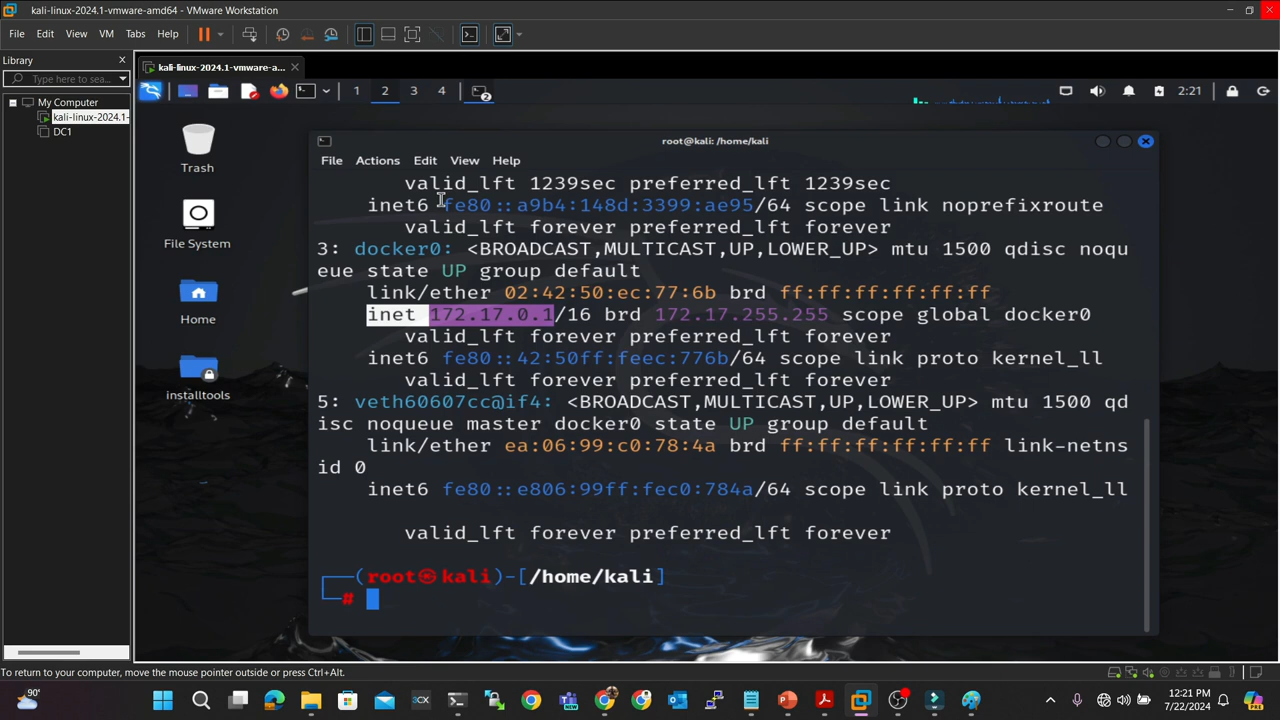 kali-linux-2024.1-vmware-amd64 - VMware Workstation
File Edit View VM Tabs Help
Library
Type here to sea...
My Computer
kali-linux-2024.1-
DC1
kali-linux-2024.1-vmware-a...
1 2 3 4 2 2:21
Trash
File System
Home
installtools
root@kali: /home/kali
File Actions Edit View Help
valid_lft 1239sec preferred_lft 1239sec
inet6 fe80::a9b4:148d:3399:ae95/64 scope link noprefixroute
valid_lft forever preferred_lft forever
3: docker0: <BROADCAST,MULTICAST,UP,LOWER_UP> mtu 1500 qdisc noqu
eue state UP group default
link/ether 02:42:50:ec:77:6b brd ff:ff:ff:ff:ff:ff
inet 172.17.0.1/16 brd 172.17.255.255 scope global docker0
valid_lft forever preferred_lft forever
inet6 fe80::42:50ff:feec:776b/64 scope link proto kernel_ll
valid_lft forever preferred_lft forever
5: veth60607cc@if4: <BROADCAST,MULTICAST,UP,LOWER_UP> mtu 1500 qd
isc noqueue master docker0 state UP group default
link/ether ea:06:99:c0:78:4a brd ff:ff:ff:ff:ff:ff link-netns
id 0
inet6 fe80::e806:99ff:fec0:784a/64 scope link proto kernel_ll
valid_lft forever preferred_lft forever
(root㉿kali)-[/home/kali]
#
To return to your computer, move the mouse pointer outside or press Ctrl+Alt.
90°
12:21 PM
7/22/2024